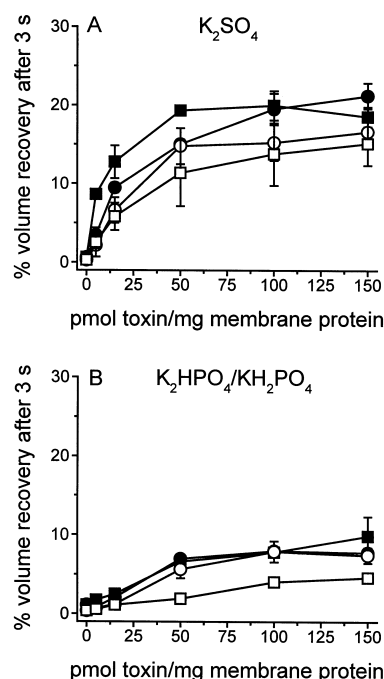 A K₂SO₄
30
20
10
0
% volume recovery after 3 s
0 25 50 75 100 125 150
pmol toxin/mg membrane protein
B K₂HPO₄/KH₂PO₄
30
20
10
0
% volume recovery after 3 s
0 25 50 75 100 125 150
pmol toxin/mg membrane protein